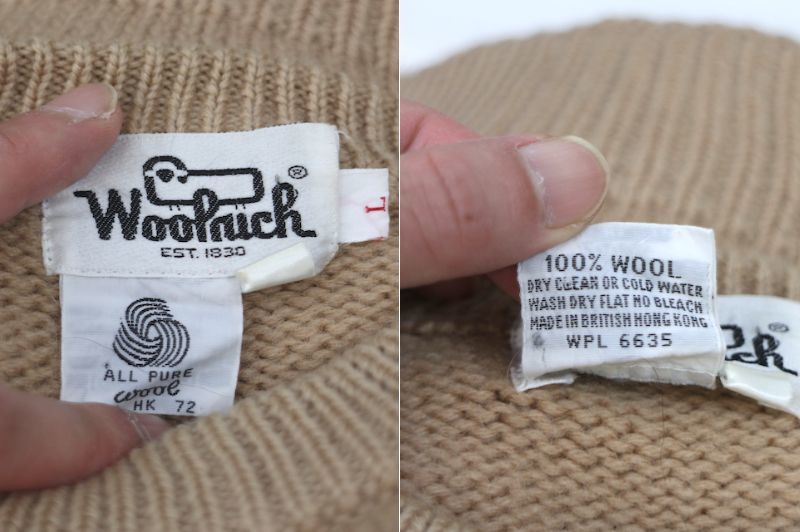 Woolrich
®
EST. 1830
L
ALL PURE
wool
HK 72
100% WOOL
DRY CLEAN OR COLD WATER
WASH DRY FLAT NO BLEACH
MADE IN BRITISH HONG KONG
WPL 6635
®